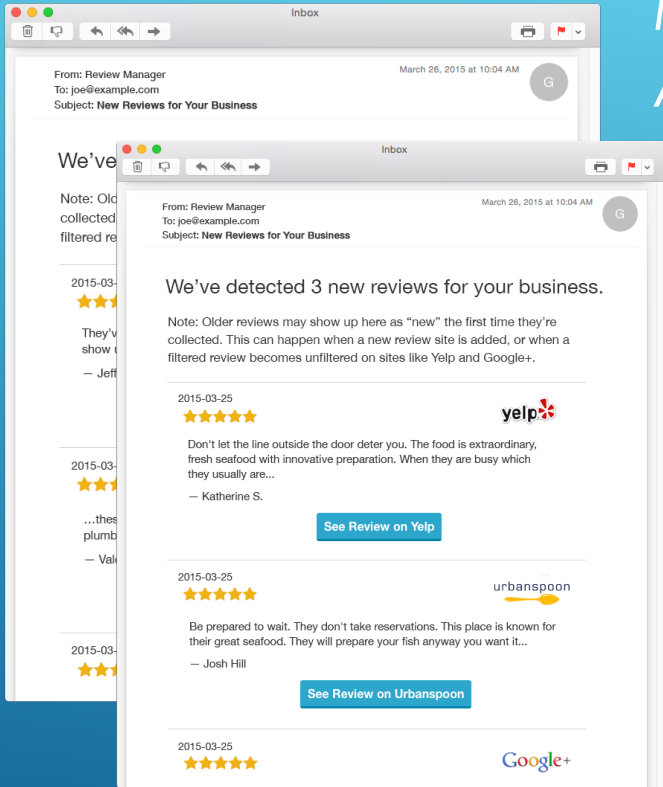 Inbox
From: Review Manager
March 26, 2015 at 10:04 AM
G
To: joe@example.com
Subject: New Reviews for Your Business
We've
Note: Old
collected
filtered re
2015-03-
They'v
show
— Jeff
2015-03-
…thes
plumb
— Val
2015-03-
Inbox
From: Review Manager
March 26, 2015 at 10:04 AM
G
To: joe@example.com
Subject: New Reviews for Your Business
We've detected 3 new reviews for your business.
Note: Older reviews may show up here as “new” the first time they're
collected. This can happen when a new review site is added, or when a
filtered review becomes unfiltered on sites like Yelp and Google+.
2015-03-25
yelp
Don't let the line outside the door deter you. The food is extraordinary,
fresh seafood with innovative preparation. When they are busy which
they usually are...
— Katherine S.
See Review on Yelp
2015-03-25
urbanspoon
Be prepared to wait. They don't take reservations. This place is known for
their great seafood. They will prepare your fish anyway you want it...
— Josh Hill
See Review on Urbanspoon
2015-03-25
Google+